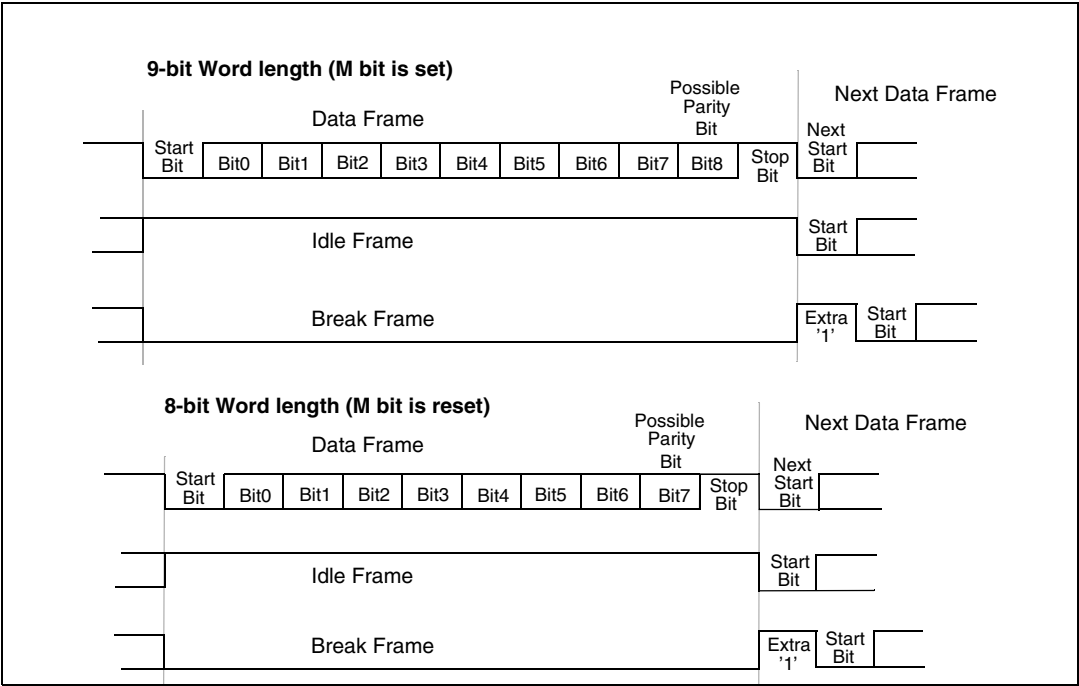 9-bit Word length (M bit is set)
Possible
Parity
Bit
Next Data Frame
Data Frame
Start
Bit
Bit0
Bit1
Bit2
Bit3
Bit4
Bit5
Bit6
Bit7
Bit8
Stop
Bit
Next
Start
Bit
Idle Frame
Start
Bit
Break Frame
Extra
'1'
Start
Bit
8-bit Word length (M bit is reset)
Possible
Parity
Bit
Next Data Frame
Data Frame
Start
Bit
Bit0
Bit1
Bit2
Bit3
Bit4
Bit5
Bit6
Bit7
Stop
Bit
Next
Start
Bit
Idle Frame
Start
Bit
Break Frame
Extra
'1'
Start
Bit